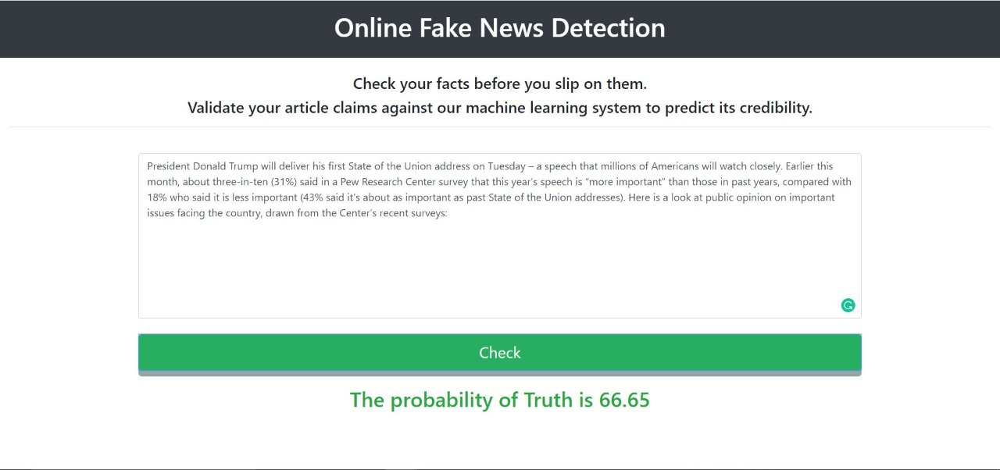 Online Fake News Detection
Check your facts before you slip on them.
Validate your article claims against our machine learning system to predict its credibility.
President Donald Trump will deliver his first State of the Union address on Tuesday – a speech that millions of Americans will watch closely. Earlier this
month, about three-in-ten (31%) said in a Pew Research Center survey that this year’s speech is “more important” than those in past years, compared with
18% who said it is less important (43% said it’s about as important as past State of the Union addresses). Here is a look at public opinion on important
issues facing the country, drawn from the Center’s recent surveys:
Check
The probability of Truth is 66.65